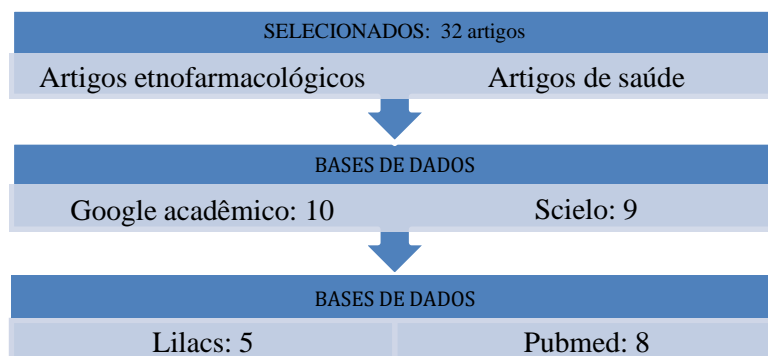 SELECIONADOS: 32 artigos
Artigos etnofarmacológicos Artigos de saúde
BASES DE DADOS
Google acadêmico: 10 Scielo: 9
BASES DE DADOS
Lilacs: 5 Pubmed: 8